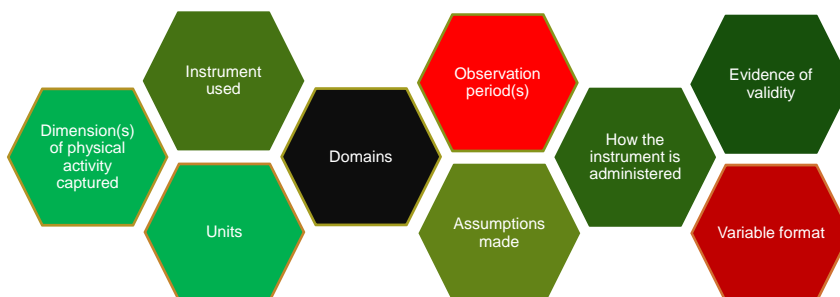 Dimension(s)
of physical
activity
captured
Instrument
used
Units
Domains
Observation
period(s)
Assumptions
made
How the
instrument is
administered
Evidence of
validity
Variable format